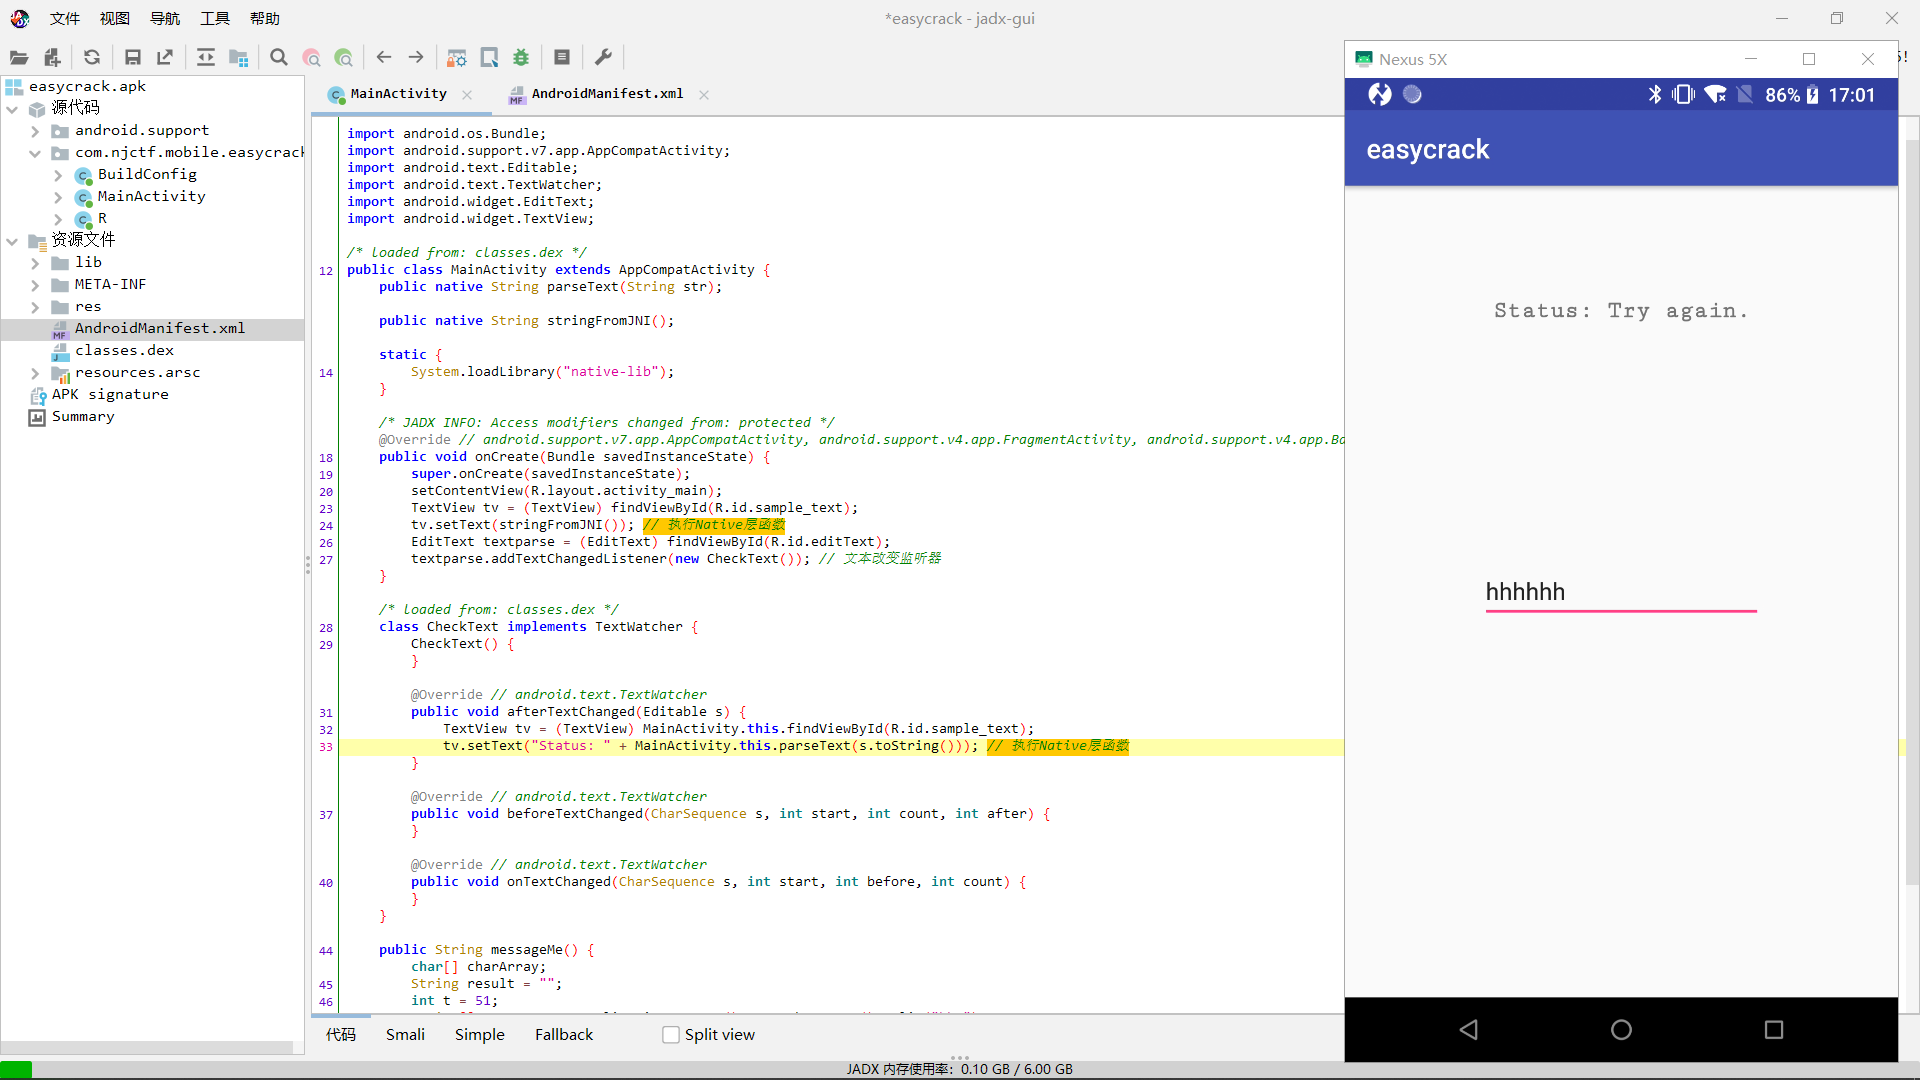 文件 视图 导航 工具 帮助
*easycrack - jadx-gui
easycrack.apk
源代码
android.support
com.njctf.mobile.easycrack
BuildConfig
MainActivity
R
资源文件
lib
META-INF
res
AndroidManifest.xml
classes.dex
resources.arsc
APK signature
Summary
MainActivity
AndroidManifest.xml
import android.os.Bundle;
import android.support.v7.app.AppCompatActivity;
import android.text.Editable;
import android.text.TextWatcher;
import android.widget.EditText;
import android.widget.TextView;
/* loaded from: classes.dex */
12 public class MainActivity extends AppCompatActivity {
public native String parseText(String str);
public native String stringFromJNI();
static {
14 System.loadLibrary("native-lib");
}
/* JADX INFO: Access modifiers changed from: protected */
@Override // android.support.v7.app.AppCompatActivity, android.support.v4.app.FragmentActivity, android.support.v4.app.Ba
18 public void onCreate(Bundle savedInstanceState) {
19 super.onCreate(savedInstanceState);
20 setContentView(R.layout.activity_main);
23 TextView tv = (TextView) findViewById(R.id.sample_text);
24 tv.setText(stringFromJNI()); // 执行Native层函数
26 EditText textparse = (EditText) findViewById(R.id.editText);
27 textparse.addTextChangedListener(new CheckText()); // 文本改变监听器
}
/* loaded from: classes.dex */
28 class CheckText implements TextWatcher {
29 CheckText() {
}
@Override // android.text.TextWatcher
31 public void afterTextChanged(Editable s) {
32 TextView tv = (TextView) MainActivity.this.findViewById(R.id.sample_text);
33 tv.setText("Status: " + MainActivity.this.parseText(s.toString())); // 执行Native层函数
}
@Override // android.text.TextWatcher
37 public void beforeTextChanged(CharSequence s, int start, int count, int after) {
}
@Override // android.text.TextWatcher
40 public void onTextChanged(CharSequence s, int start, int before, int count) {
}
}
44 public String messageMe() {
char[] charArray;
45 String result = "";
46 int t = 51;
代码 Smali Simple Fallback Split view
JADX 内存使用率: 0.10 GB / 6.00 GB
Nexus 5X
86% 17:01
easycrack
Status: Try again.
hhhhhh